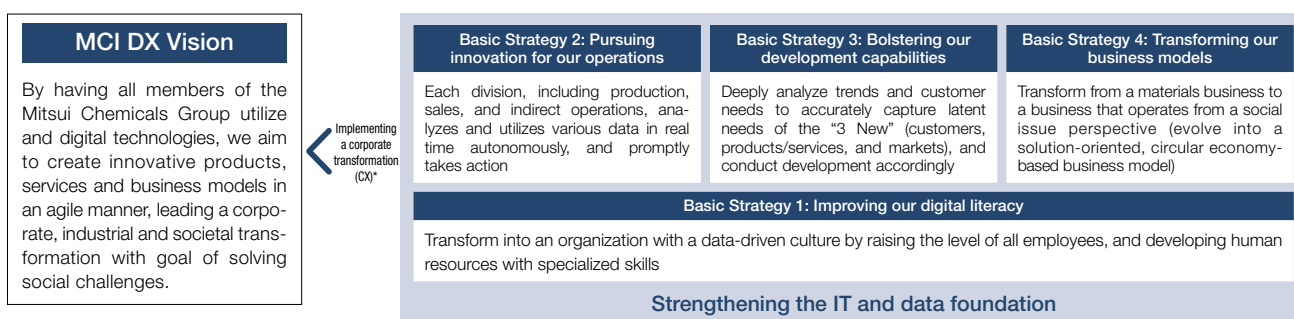 MCI DX Vision
By having all members of the
Mitsui Chemicals Group utilize
and digital technologies, we aim
to create innovative products,
services and business models in
an agile manner, leading a corpo-
rate, industrial and societal trans-
formation with goal of solving
social challenges.
Implementing
a corporate
transformation
(CX)*
Basic Strategy 2: Pursuing
innovation for our operations
Each division, including production,
sales, and indirect operations, ana-
lyzes and utilizes various data in real
time autonomously, and promptly
takes action
Basic Strategy 3: Bolstering our
development capabilities
Deeply analyze trends and customer
needs to accurately capture latent
needs of the “3 New” (customers,
products/services, and markets), and
conduct development accordingly
Basic Strategy 4: Transforming our
business models
Transform from a materials business to
a business that operates from a social
issue perspective (evolve into a
solution-oriented, circular economy-
based business model)
Basic Strategy 1: Improving our digital literacy
Transform into an organization with a data-driven culture by raising the level of all employees, and developing human
resources with specialized skills
Strengthening the IT and data foundation